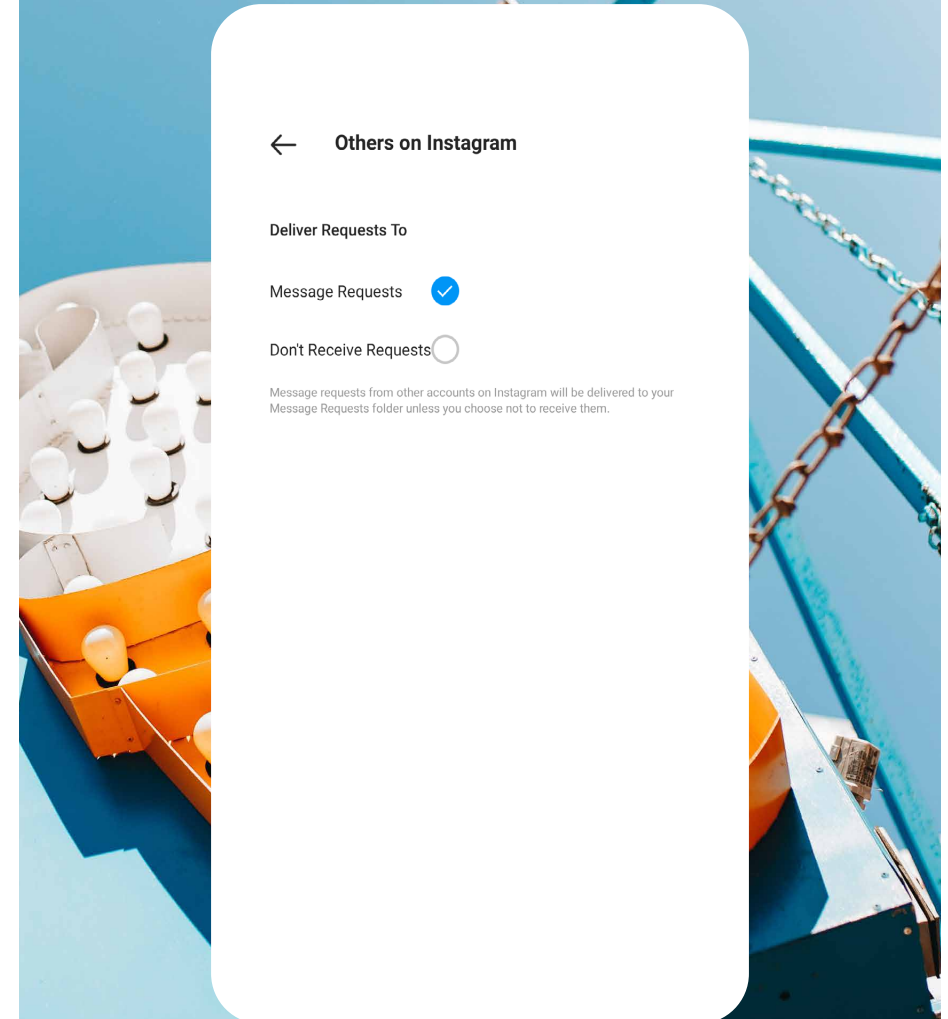 Others on Instagram
Deliver Requests To
Message Requests
Don't Receive Requests
Message requests from other accounts on Instagram will be delivered to your
Message Requests folder unless you choose not to receive them.